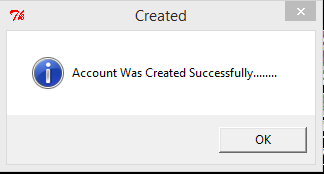 Created
Account Was Created Successfully........
OK